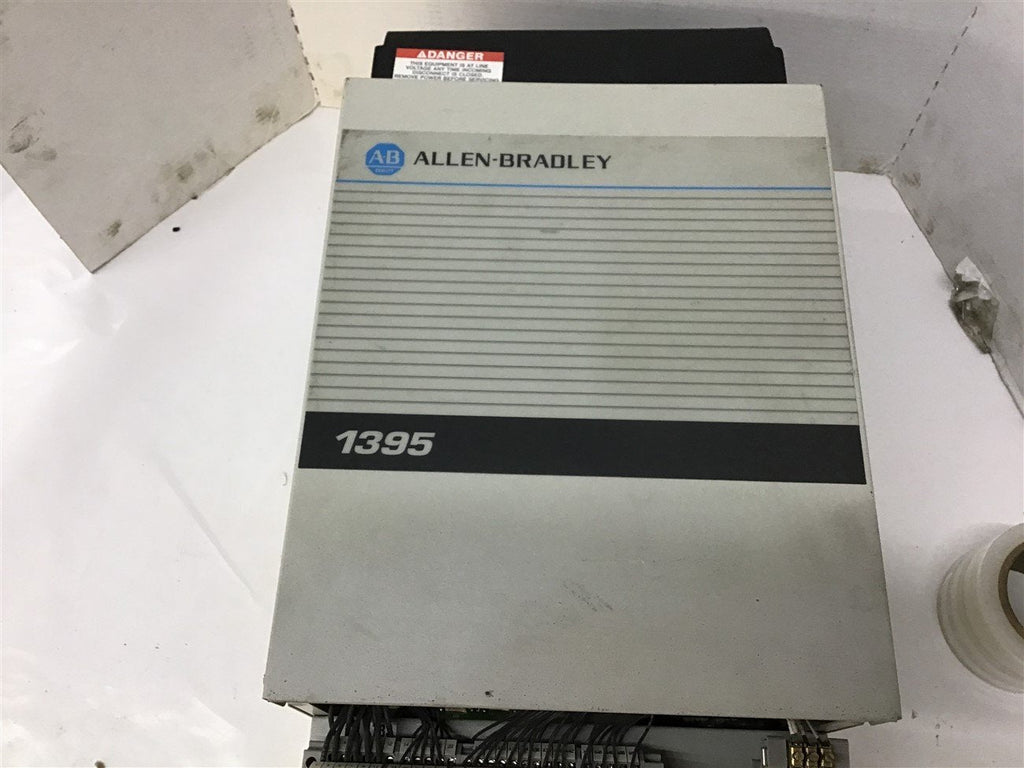 DANGER
THIS EQUIPMENT IS AT LINE
VOLTAGE ANY TIME INCOMING
DISCONNECT IS CLOSED.
REMOVE POWER BEFORE SERVICING
AB
ALLEN-BRADLEY
1395